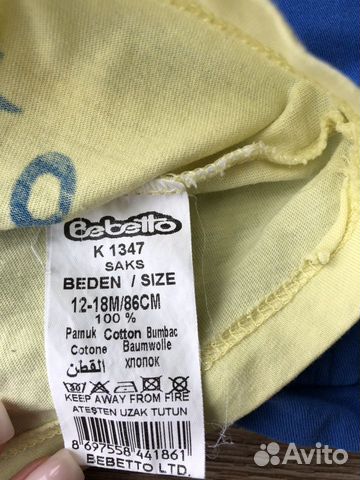 Bebetto
K 1347
SAKS
BEDEN / SIZE
12-18M/86CM
100 %
Pamuk Cotton Bumbac
Cotone Baumwolle
القطن хлопок
30
KEEP AWAY FROM FIRE
ATEŞTEN UZAK TUTUN
8 697558 441861
BEBETTO LTD.
Avito